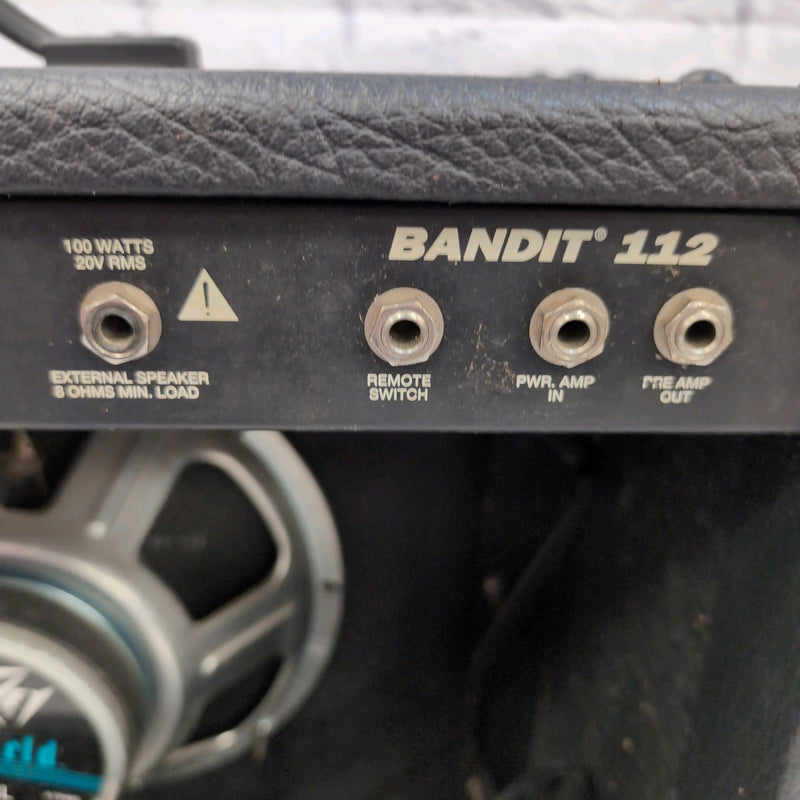 100 WATTS
20V RMS
BANDIT® 112
EXTERNAL SPEAKER
8 OHMS MIN. LOAD
REMOTE
SWITCH
PWR. AMP
IN
PRE AMP
OUT